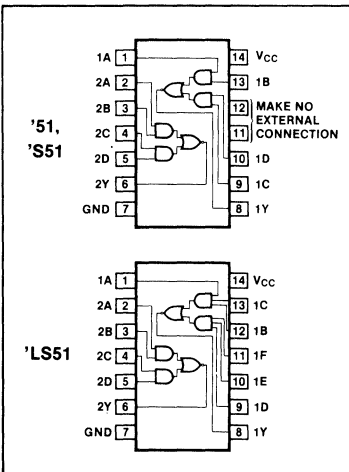 '51,
'S51
1A 1
2A 2
2B 3
2C 4
2D 5
2Y 6
GND 7
14 VCC
13 1B
12 MAKE NO
EXTERNAL
11 CONNECTION
10 1D
9 1C
8 1Y
'LS51
1A 1
2A 2
2B 3
2C 4
2D 5
2Y 6
GND 7
14 VCC
13 1C
12 1B
11 1F
10 1E
9 1D
8 1Y